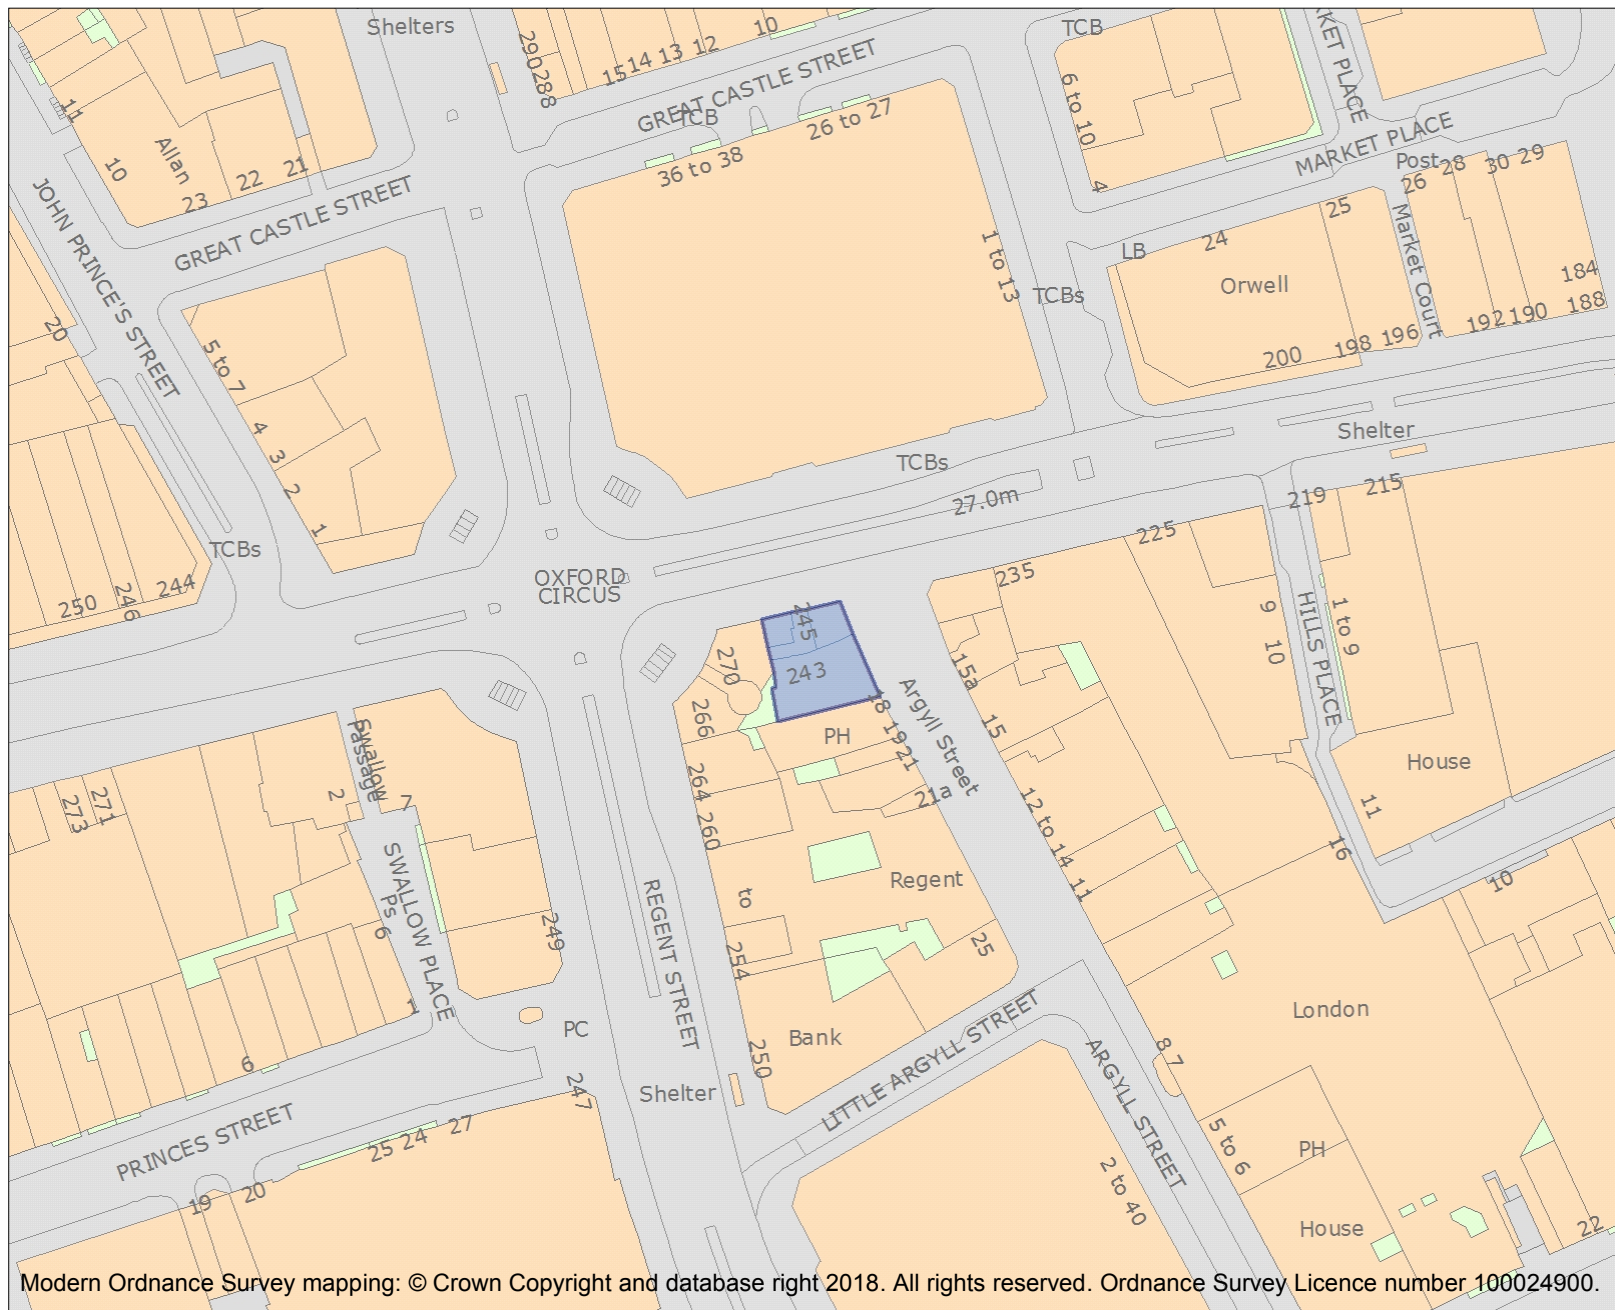 Shelters
10
TCB
KET PLACE
290
288
15
14
13
12
GREAT CASTLE STREET
TCB
26 to 27
36 to 38
6 to 10
4
MARKET PLACE
Post
26
28
30
29
11
10
Allan
23
22
21
GREAT CASTLE STREET
JOHN PRINCE'S STREET
20
5 to 7
4
3
2
1
1 to 13
TCBs
LB
24
25
Orwell
Market Court
184
188
192
190
200
198
196
Shelter
TCBs
27.0m
219
215
225
235
TCBs
244
246
250
OXFORD
CIRCUS
245
243
270
266
264
260
to
254
250
18
19
21
21a
PH
Argyll Street
15a
15
12 to 14
11
9
10
HILLS PLACE
1 to 9
House
11
16
10
Swallow
Passage
2
7
271
273
SWALLOW PLACE
Ps
6
1
249
REGENT STREET
Regent
25
Bank
LITTLE ARGYLL STREET
London
PC
247
Shelter
6
PRINCES STREET
25
24
27
19
20
ARGYLL STREET
8
7
5 to 6
2 to 40
PH
House
22
Modern Ordnance Survey mapping: © Crown Copyright and database right 2018. All rights reserved. Ordnance Survey Licence number 100024900.